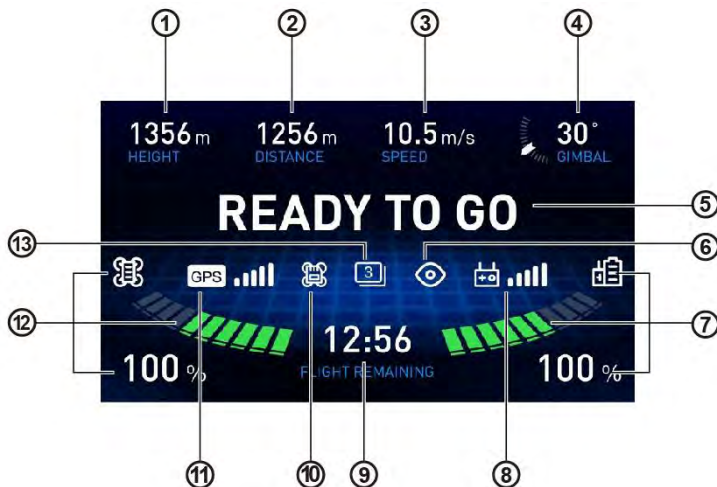 ① ② ③ ④
1356 m 1256 m 10.5 m/s 30°
HEIGHT DISTANCE SPEED GIMBAL
READY TO GO ⑤
⑬ ⑥
GPS 3
⑫ ⑦
12:56
100 % FLIGHT REMAINING 100 %
⑪ ⑩ ⑨ ⑧